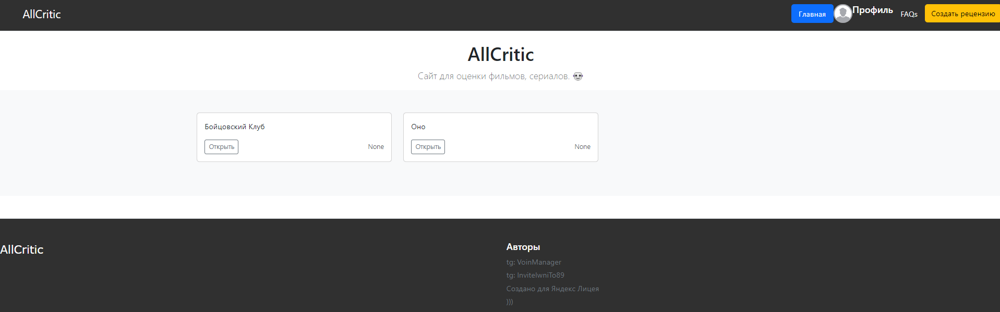 AllCritic
Главная Профиль FAQs Создать рецензию
AllCritic
Сайт для оценки фильмов, сериалов.
Бойцовский Клуб
Открыть None
Оно
Открыть None
AllCritic
Авторы
tg: VoinManager
tg: InviteIwniTo89
Создано для Яндекс Лицея
)))